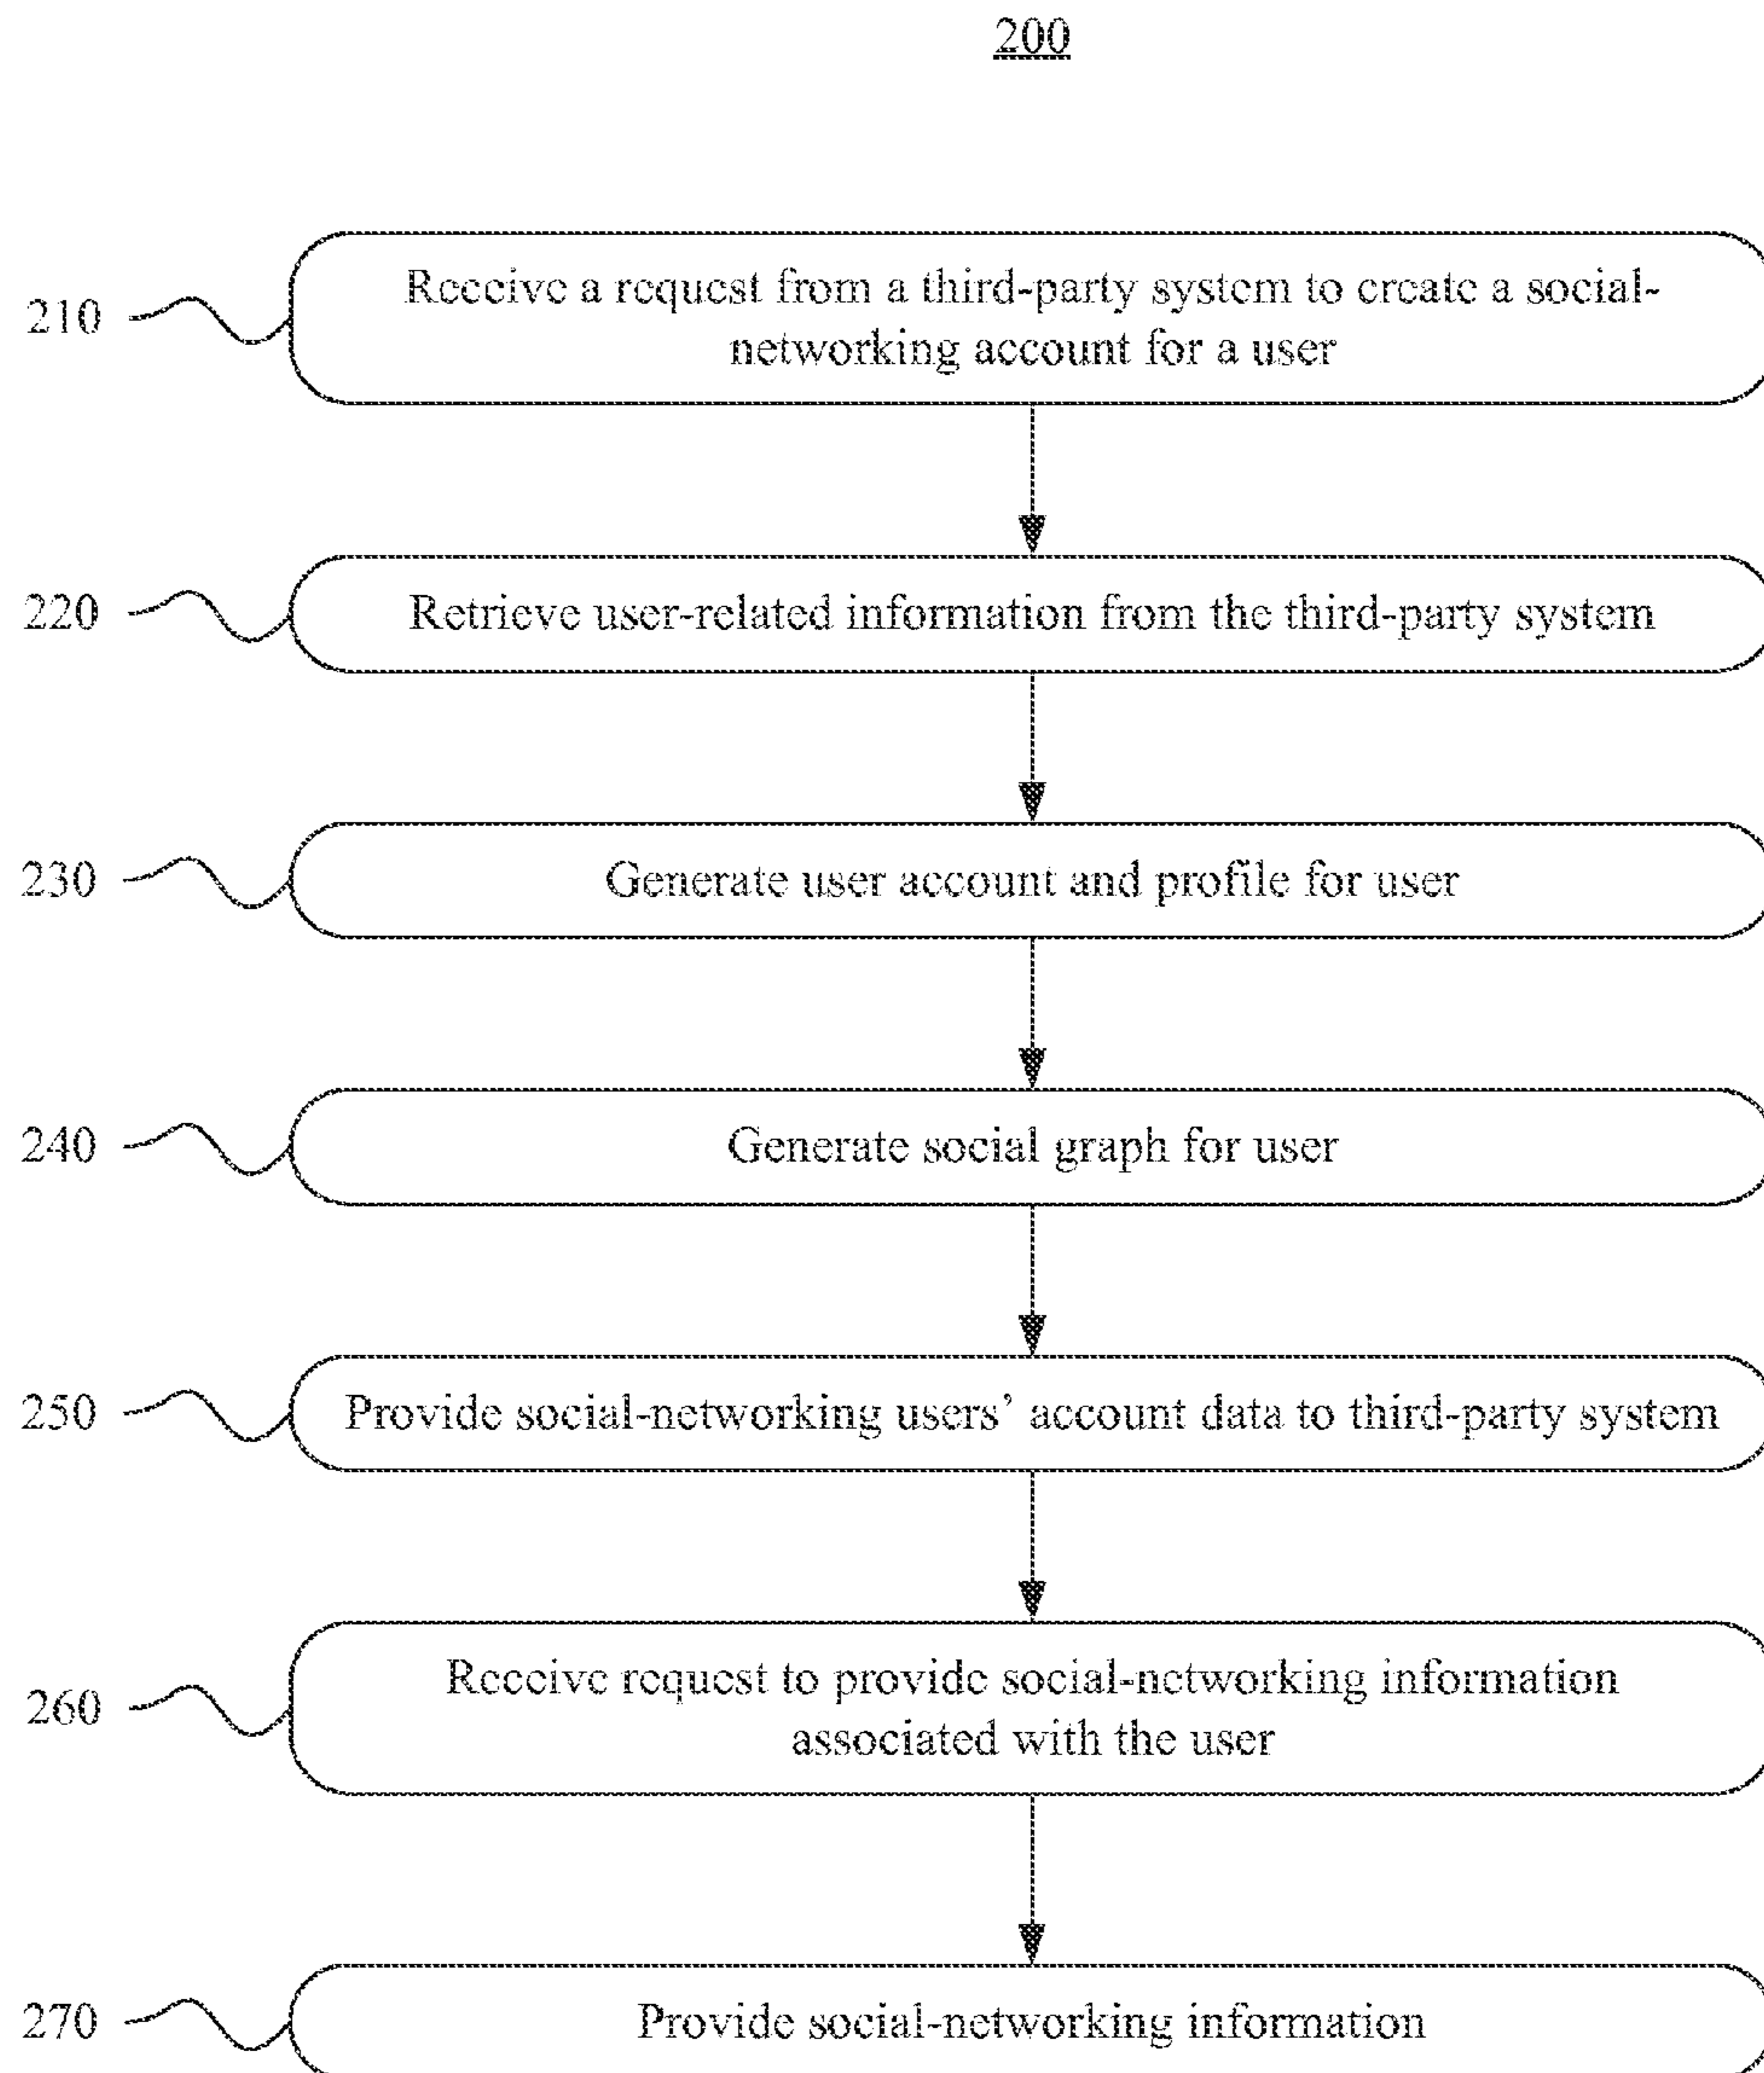 200
210
Receive a request from a third-party system to create a social-
networking account for a user
220
Retrieve user-related information from the third-party system
230
Generate user account and profile for user
240
Generate social graph for user
250
Provide social-networking users’ account data to third-party system
260
Receive request to provide social-networking information
associated with the user
270
Provide social-networking information